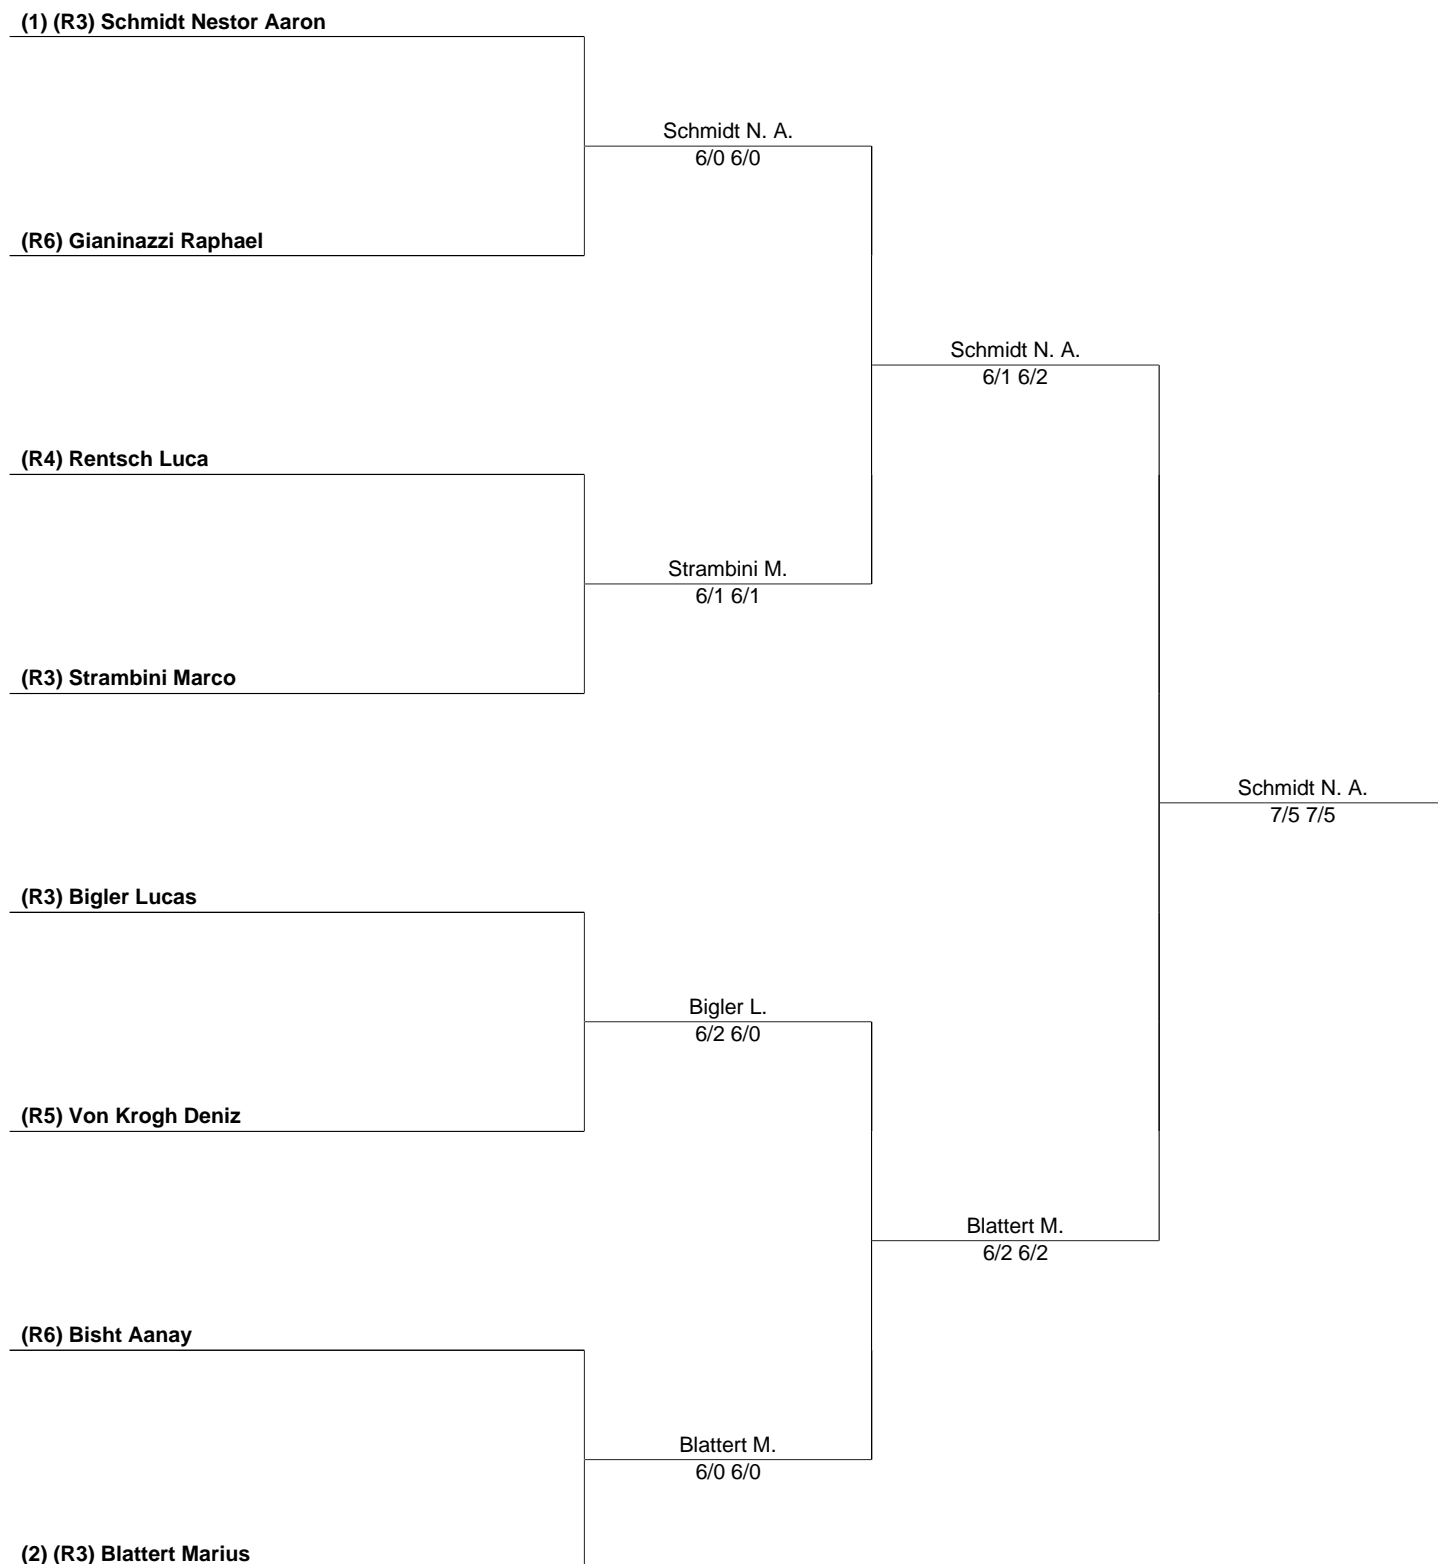 (1) (R3) Schmidt Nestor Aaron
Schmidt N. A.
6/0 6/0
(R6) Gianinazzi Raphael
Schmidt N. A.
6/1 6/2
(R4) Rentsch Luca
Strambini M.
6/1 6/1
(R3) Strambini Marco
Schmidt N. A.
7/5 7/5
(R3) Bigler Lucas
Bigler L.
6/2 6/0
(R5) Von Krogh Deniz
Blattert M.
6/2 6/2
(R6) Bisht Aanay
Blattert M.
6/0 6/0
(2) (R3) Blattert Marius